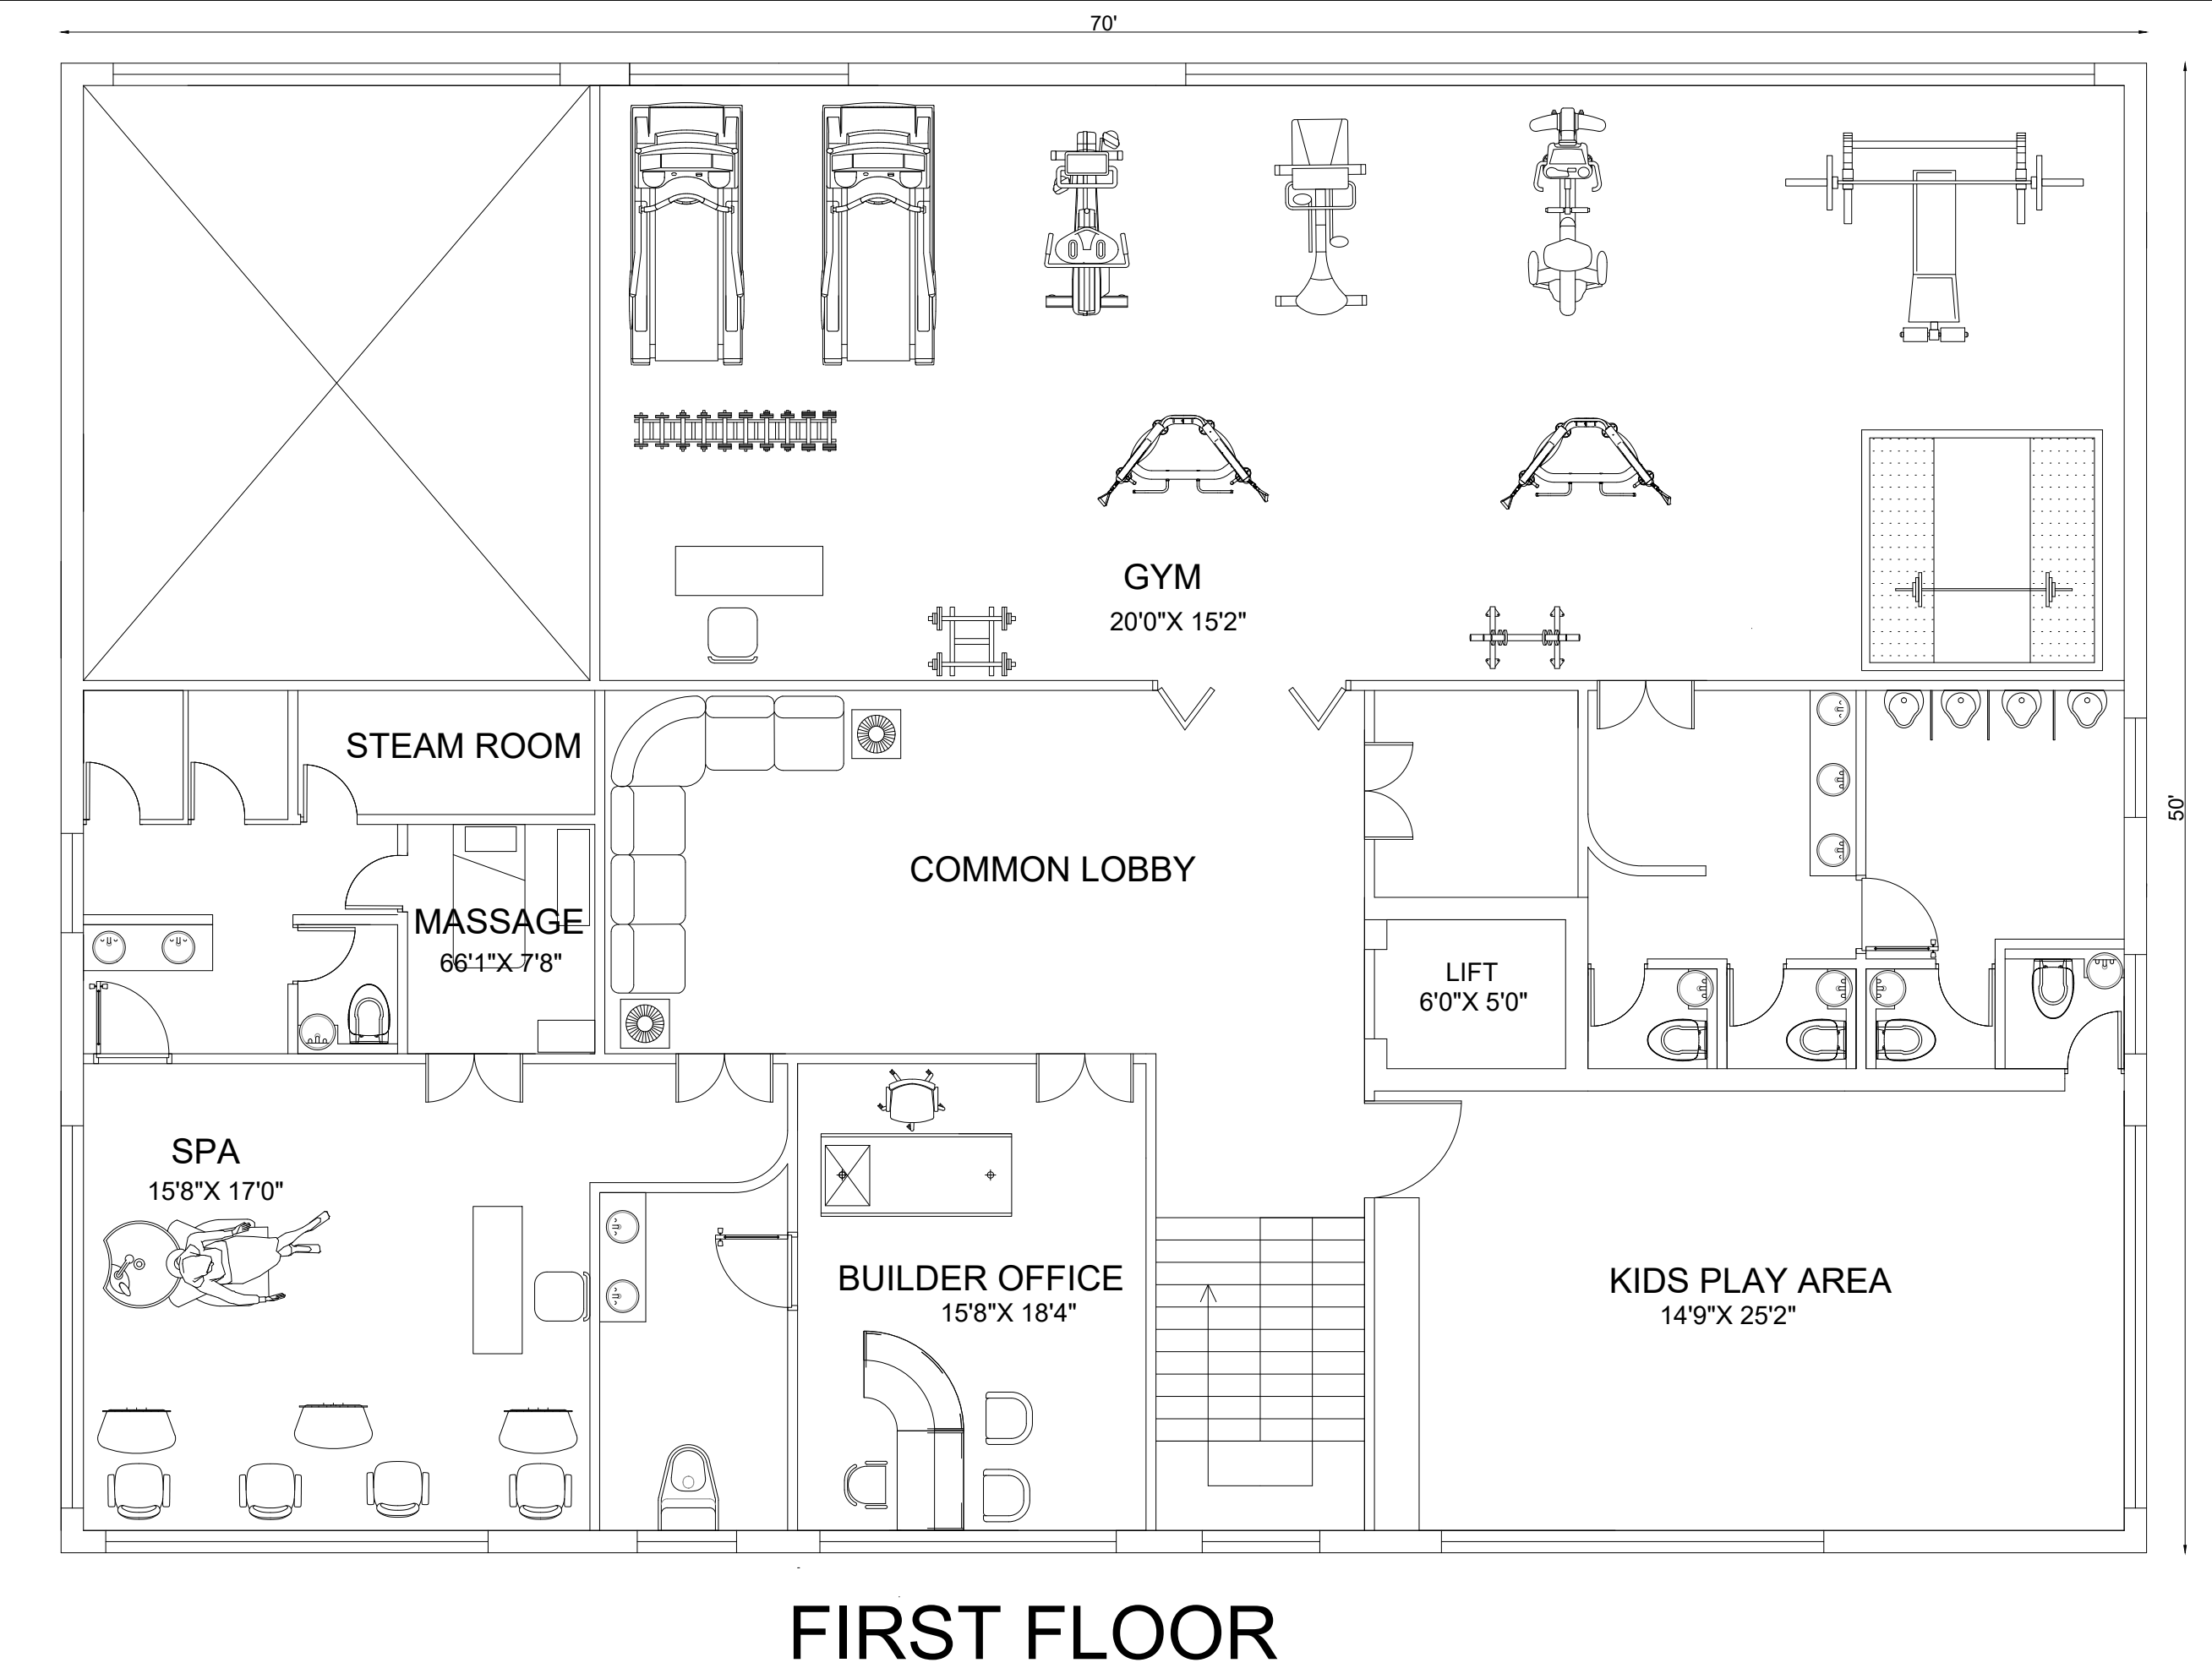 70'
GYM
20'0"X 15'2"
STEAM ROOM
50'
COMMON LOBBY
MASSAGE
66'1"X 7'8"
LIFT
6'0"X 5'0"
SPA
15'8"X 17'0"
BUILDER OFFICE
15'8"X 18'4"
KIDS PLAY AREA
14'9"X 25'2"
FIRST FLOOR